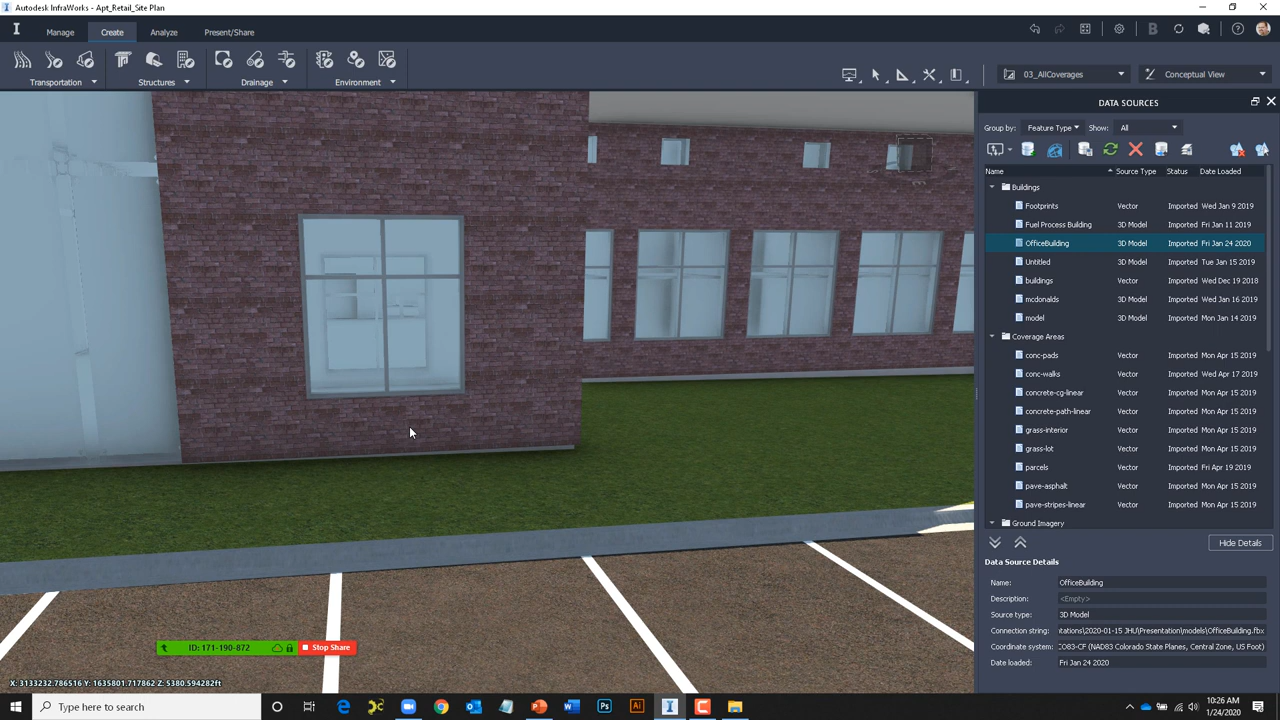 Autodesk InfraWorks - Apt_Retail_Site Plan
Manage
Create
Analyze
Present/Share
Transportation
Structures
Drainage
Environment
03_AllCoverages
Conceptual View
DATA SOURCES
Group by: Feature Type Show: All
Name Source Type Status Date Loaded
Buildings
Footprints Vector Imported Wed Jan 9 2019
Fuel Process Building 3D Model Imported Fri Jan 11 2019
OfficeBuilding 3D Model Imported Fri Jan 24 2020
Untitled 3D Model Imported Tue Jan 15 2019
buildings Vector Imported Wed Dec 19 2018
mcdonalds 3D Model Imported Wed Jan 16 2019
model 3D Model Imported Mon Jan 14 2019
Coverage Areas
conc-pads Vector Imported Mon Apr 15 2019
conc-walks Vector Imported Wed Apr 17 2019
concrete-cg-linear Vector Imported Mon Apr 15 2019
concrete-path-linear Vector Imported Mon Apr 15 2019
grass-interior Vector Imported Mon Apr 15 2019
grass-lot Vector Imported Mon Apr 15 2019
parcels Vector Imported Fri Apr 19 2019
pave-asphalt Vector Imported Mon Apr 15 2019
pave-stripes-linear Vector Imported Mon Apr 15 2019
Ground Imagery
Hide Details
Data Source Details
Name: OfficeBuilding
Description: <Empty>
Source type: 3D Model
Connection string: tations\2020-01-15 JHU\Presentation\models\OfficeBuilding.fbx
Coordinate system: CO83-CF (NAD83 Colorado State Planes, Central Zone, US Foot)
Date loaded: Fri Jan 24 2020
ID: 171-190-872 Stop Share
X: 3133232.786516 Y: 1635801.717862 Z: 5380.594282ft
Type here to search
10:26 AM
1/24/2020